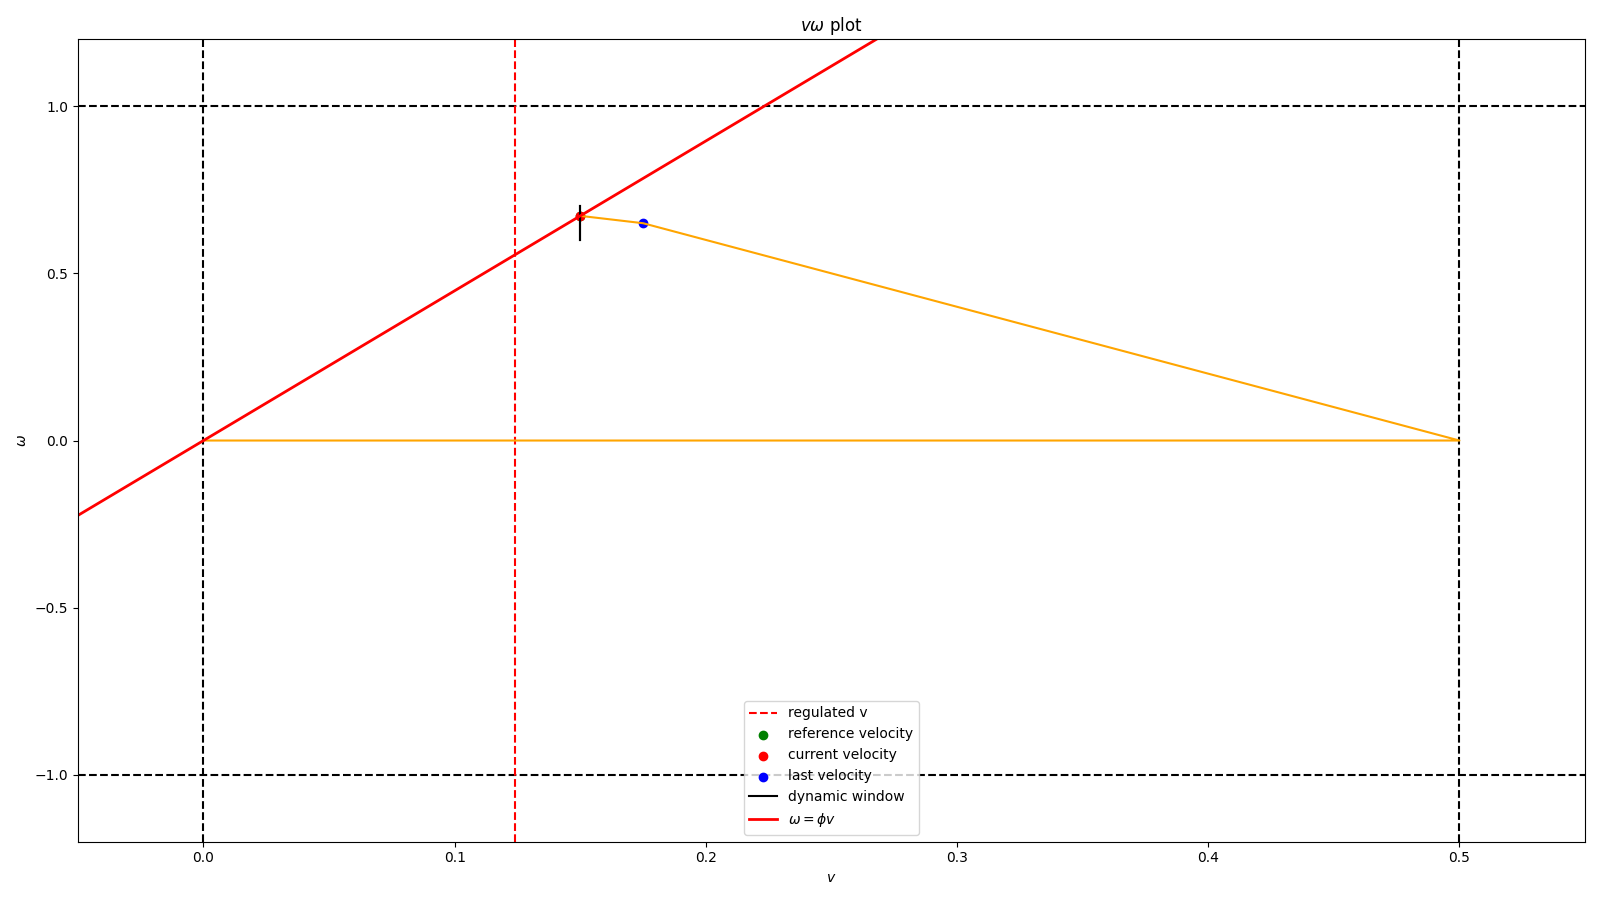 vω plot
1.0
0.5
0.0
−0.5
−1.0
ω
regulated v
reference velocity
current velocity
last velocity
dynamic window
ω = ϕv
0.0 0.1 0.2 0.3 0.4 0.5
v